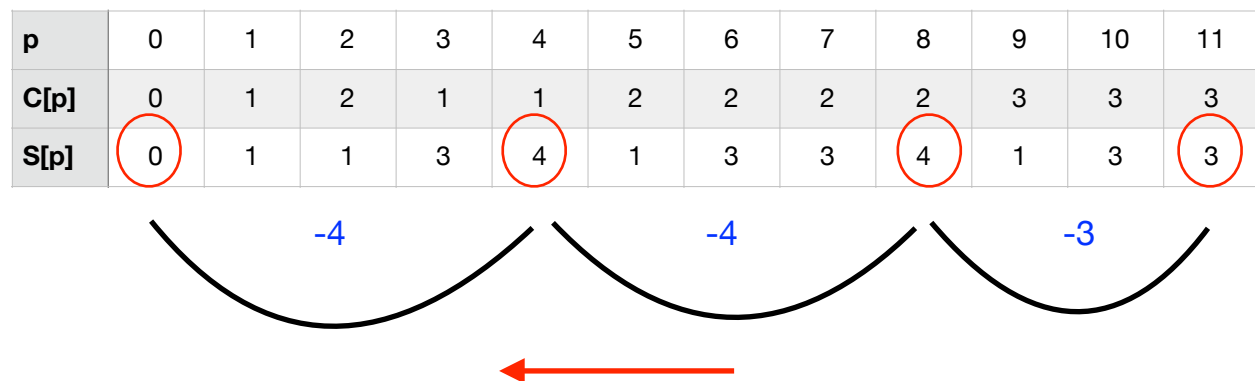 p 0 1 2 3 4 5 6 7 8 9 10 11
C[p] 0 1 2 1 1 2 2 2 2 3 3 3
S[p] 0 1 1 3 4 1 3 3 4 1 3 3
-4 -4 -3